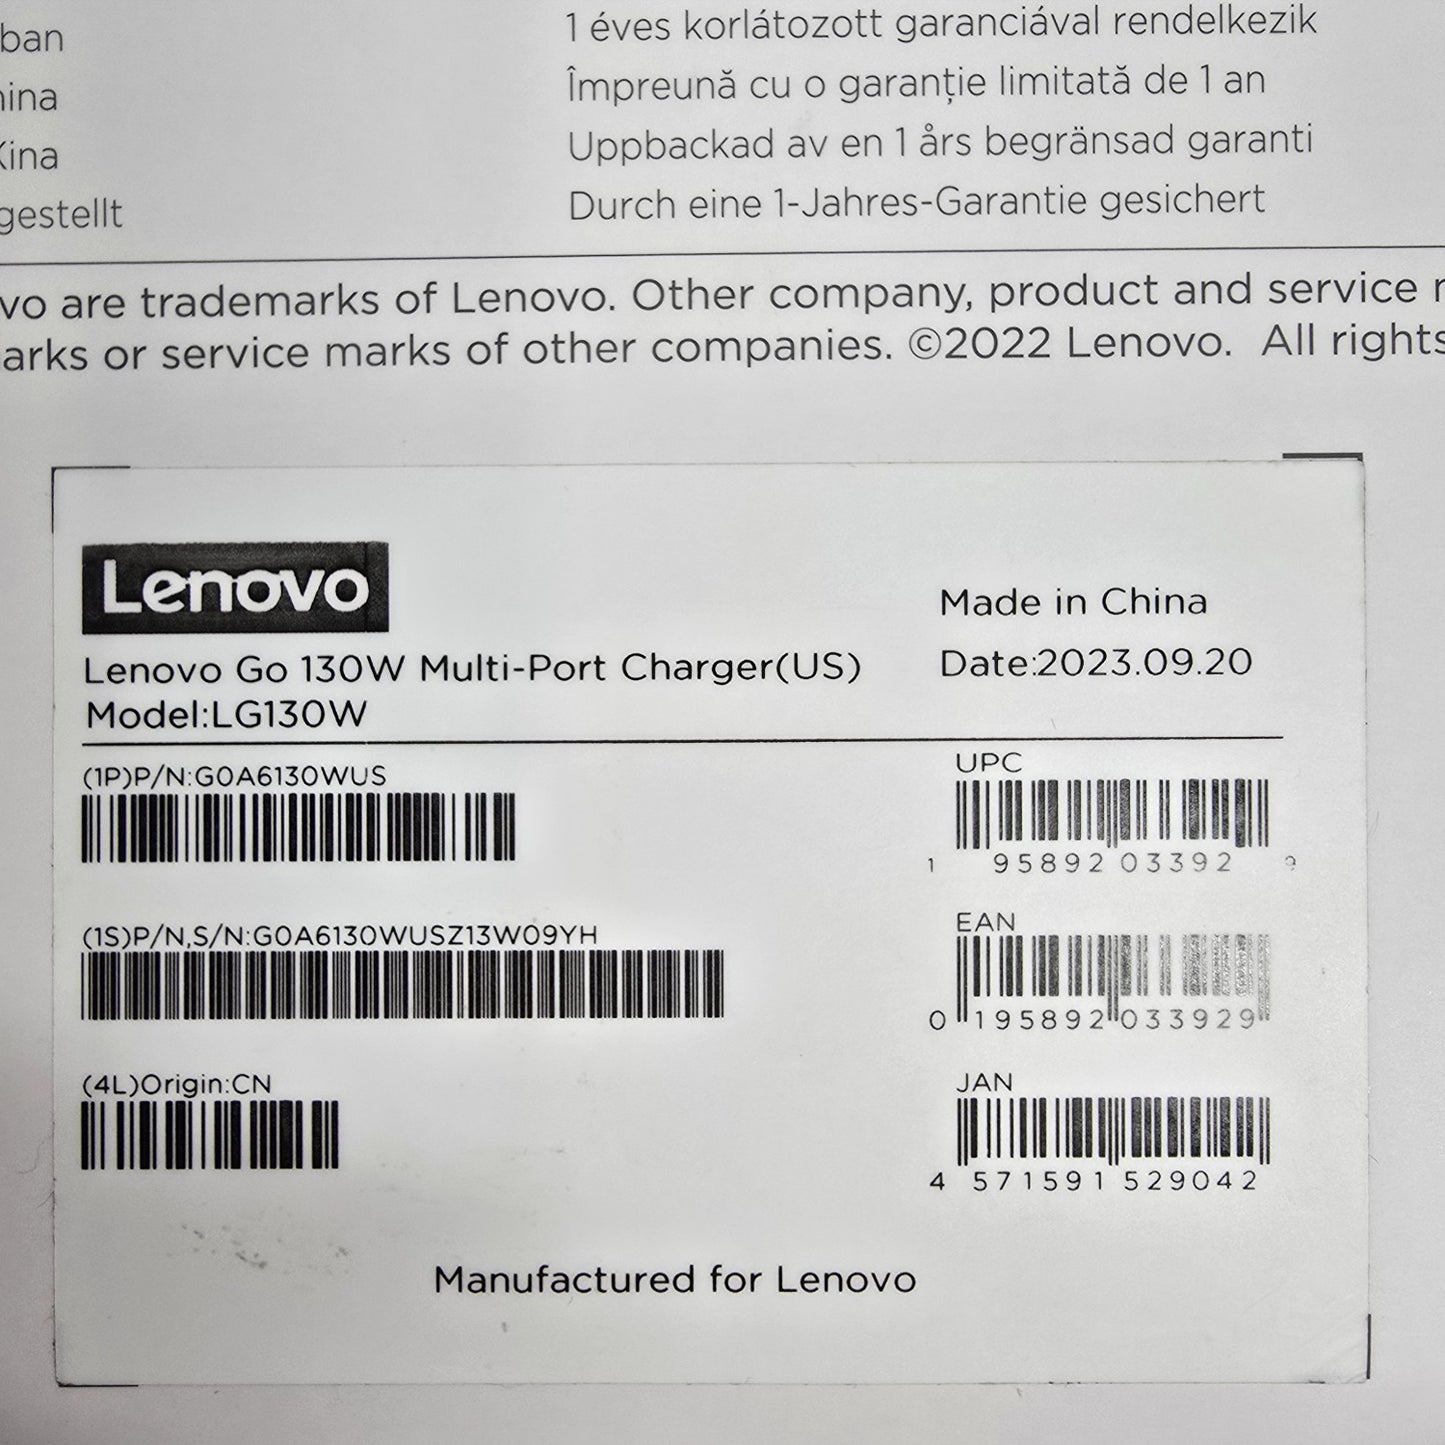 ban
1 éves korlátozott garanciával rendelkezik
ina
Împreună cu o garanție limitată de 1 an
Kina
Uppbackad av en 1 års begränsad garanti
gestellt
Durch eine 1-Jahres-Garantie gesichert
vo are trademarks of Lenovo. Other company, product and service
arks or service marks of other companies. ©2022 Lenovo. All rights
Lenovo
Made in China
Lenovo Go 130W Multi-Port Charger(US)
Date:2023.09.20
Model:LG130W
(1P)P/N:G0A6130WUS
UPC
1 95892 03392 9
(1S)P/N,S/N:G0A6130WUSZ13W09YH
EAN
0 195892 033929
(4L)Origin:CN
JAN
4 571591 529042
Manufactured for Lenovo